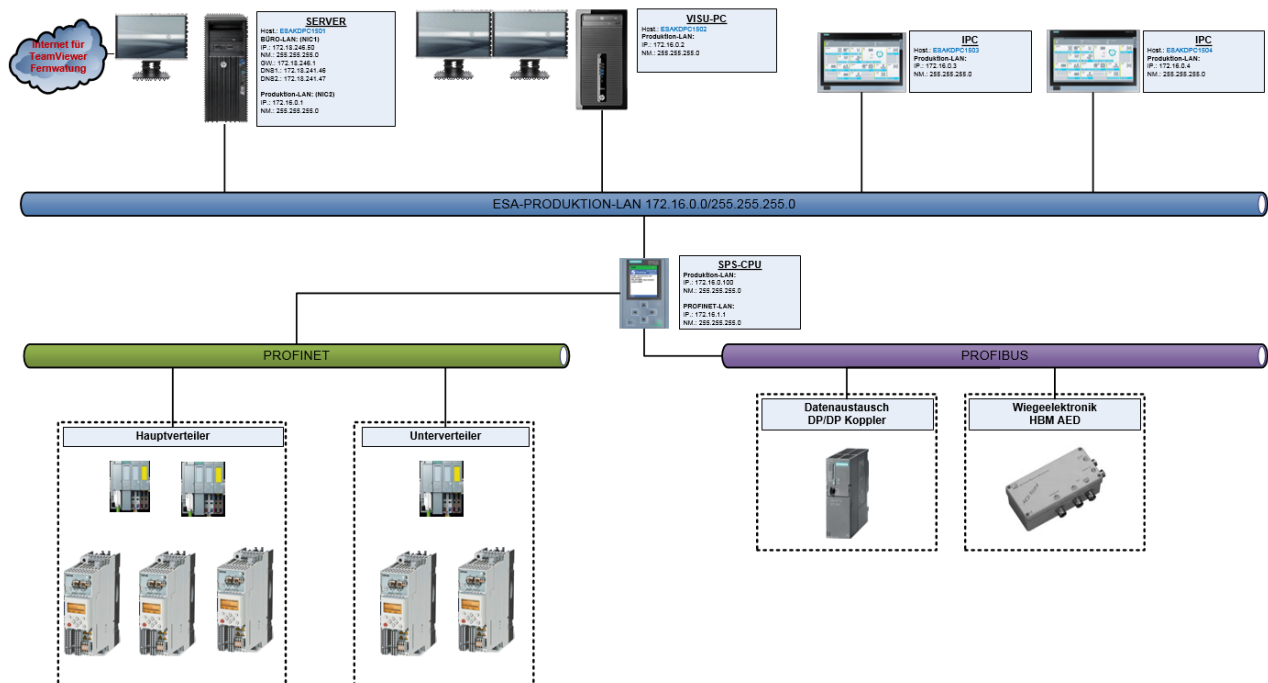 Internet für
TeamViewer
Fernwatung
SERVER
Host.: ESAKDPC1501
BÜRO-LAN: (NIC1)
IP.: 172.18.246.50
NM.: 255.255.255.0
GW.: 172.18.246.1
DNS1.: 172.18.241.46
DNS2.: 172.18.241.47
Produktion-LAN: (NIC2)
IP.: 172.16.0.1
NM.: 255.255.255.0
VISU-PC
Host.: ESAKDPC1502
Produktion-LAN:
IP.: 172.16.0.2
NM.: 255.255.255.0
IPC
Host.: ESAKDPC1503
Produktion-LAN:
IP.: 172.16.0.3
NM.: 255.255.255.0
IPC
Host.: ESAKDPC1504
Produktion-LAN:
IP.: 172.16.0.4
NM.: 255.255.255.0
ESA-PRODUKTION-LAN 172.16.0.0/255.255.255.0
SPS-CPU
Produktion-LAN:
IP.: 172.16.0.100
NM.: 255.255.255.0
PROFINET-LAN:
IP.: 172.16.1.1
NM.: 255.255.255.0
PROFINET
PROFIBUS
Hauptverteiler
Unterverteiler
Datenaustausch
DP/DP Koppler
Wiegeelektronik
HBM AED